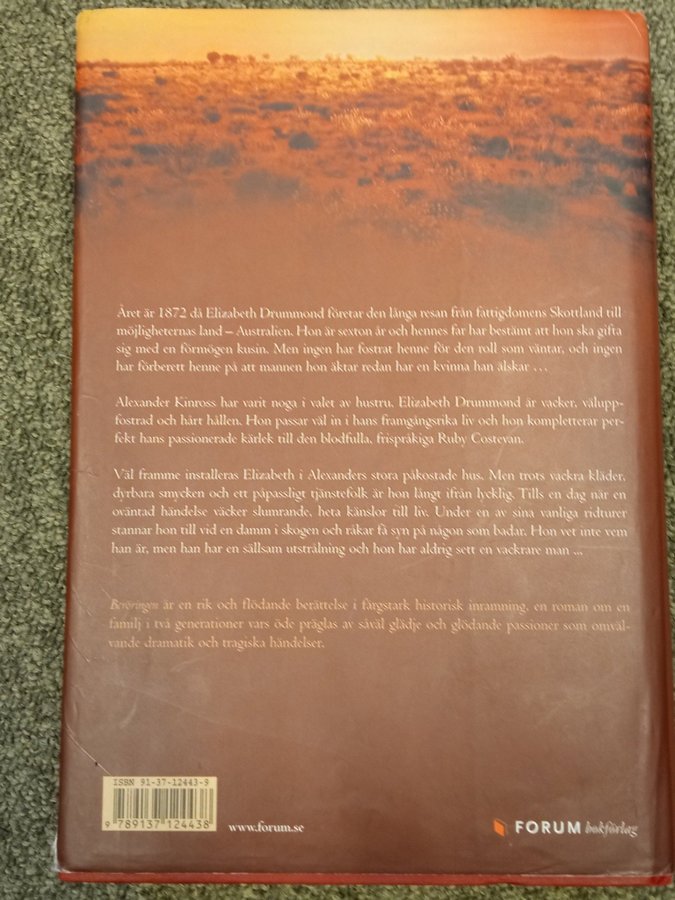 Året är 1872 då Elizabeth Drummond företar den långa resan från fattigdomens Skottland till
möjligheternas land – Australien. Hon är sexton år och hennes far har bestämt att hon ska gifta
sig med en förmögen kusin. Men ingen har fostrat henne för den roll som väntar, och ingen
har förberett henne på att mannen hon äktar redan har en kvinna han älskar …
Alexander Kinross har varit noga i valet av hustru. Elizabeth Drummond är vacker, väluppfostrad
fostrad och hårt hållen. Hon passar väl in i hans framgångsrika liv och hon kompletterar per-
fekt hans passionerade kärlek till den blodfulla, frispråkiga Ruby Costevan.
Väl framme installeras Elizabeth i Alexanders stora påkostade hus. Men trots vackra kläder,
dyrbara smycken och ett påpassligt tjänstefolk är hon långt ifrån lycklig. Tills en dag när en
oväntad händelse väcker slumrande, heta känslor till liv. Under en av sina vanliga ridturer
stannar hon till vid en damm i skogen och råkar få syn på någon som badar. Hon vet inte vem
han är, men han har en sällsam utstrålning och hon har aldrig sett en vackrare man ...
Beröringen är en rik och flödande berättelse i färgstark historisk inramning, en roman om en
familj i två generationer vars öde präglas av såväl glädje och glödande passioner som omväl-
vande dramatik och tragiska händelser.
ISBN 91-37-12443-9
9 789137 124438
www.forum.se
FORUM bokförlag